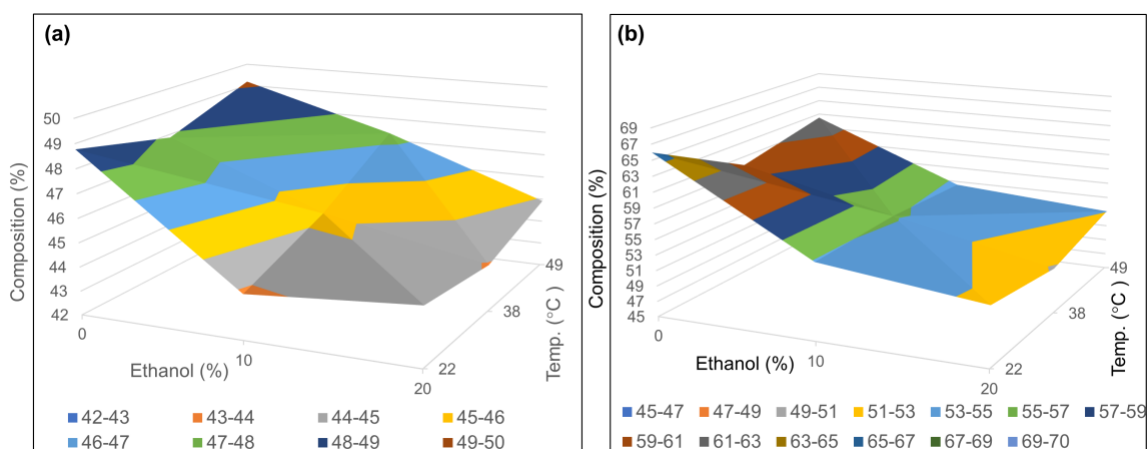 (a)
50
49
48
47
46
45
44
43
42
Composition (%)
0
10
20
Ethanol (%)
22
38
49
Temp. (°C )
42-43 43-44 44-45 45-46
46-47 47-48 48-49 49-50
(b)
69
67
65
63
61
59
57
55
53
51
49
47
45
Composition (%)
0
10
20
Ethanol (%)
22
38
49
Temp. (°C )
45-47 47-49 49-51 51-53 53-55 55-57 57-59
59-61 61-63 63-65 65-67 67-69 69-70